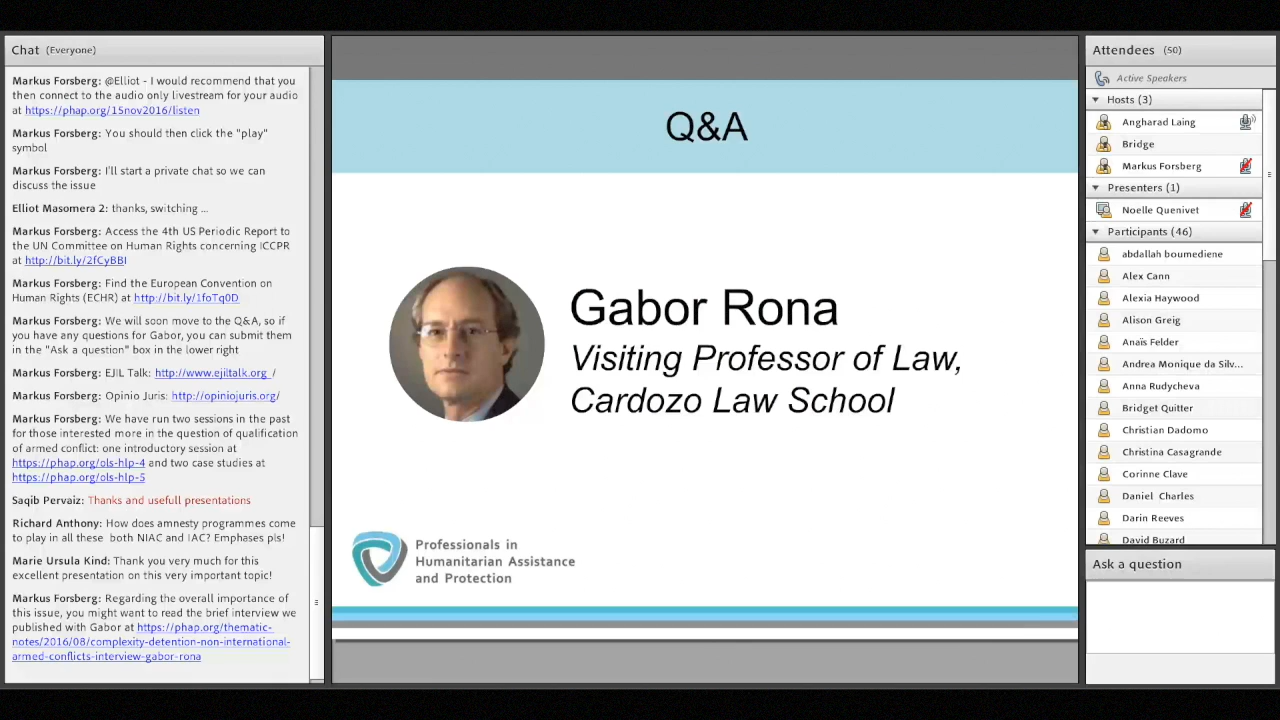 Chat (Everyone)
Markus Forsberg: @Elliot - I would recommend that you
then connect to the audio only livestream for your audio
at https://phap.org/15nov2016/listen
Markus Forsberg: You should then click the "play"
symbol
Markus Forsberg: I'll start a private chat so we can
discuss the issue
Elliot Masomera 2: thanks, switching ...
Markus Forsberg: Access the 4th US Periodic Report to
the UN Committee on Human Rights concerning ICCPR
at http://bit.ly/2fCyBBI
Markus Forsberg: Find the European Convention on
Human Rights (ECHR) at http://bit.ly/1foTq0D
Markus Forsberg: We will soon move to the Q&A, so if
you have any questions for Gabor, you can submit them
in the "Ask a question" box in the lower right
Markus Forsberg: EJIL Talk: http://www.ejiltalk.org /
Markus Forsberg: Opinio Juris: http://opiniojuris.org/
Markus Forsberg: We have run two sessions in the past
for those interested more in the question of qualification
of armed conflict: one introductory session at
https://phap.org/ols-hlp-4 and two case studies at
https://phap.org/ols-hlp-5
Saqib Pervaiz: Thanks and usefull presentations
Richard Anthony: How does amnesty programmes come
to play in all these both NIAC and IAC? Emphases pls!
Marie Ursula Kind: Thank you very much for this
excellent presentation on this very important topic!
Markus Forsberg: Regarding the overall importance of
this issue, you might want to read the brief interview we
published with Gabor at https://phap.org/thematic-
notes/2016/08/complexity-detention-non-international-
armed-conflicts-interview-gabor-rona
Q&A
Gabor Rona
Visiting Professor of Law,
Cardozo Law School
Professionals in
Humanitarian Assistance
and Protection
Attendees (50)
Active Speakers
Hosts (3)
Angharad Laing
Bridge
Markus Forsberg
Presenters (1)
Noelle Quenivet
Participants (46)
abdallah boumediene
Alex Cann
Alexia Haywood
Alison Greig
Anaïs Felder
Andrea Monique da Silv...
Anna Rudycheva
Bridget Quitter
Christian Dadomo
Christina Casagrande
Corinne Clave
Daniel Charles
Darin Reeves
David Buzard
Ask a question